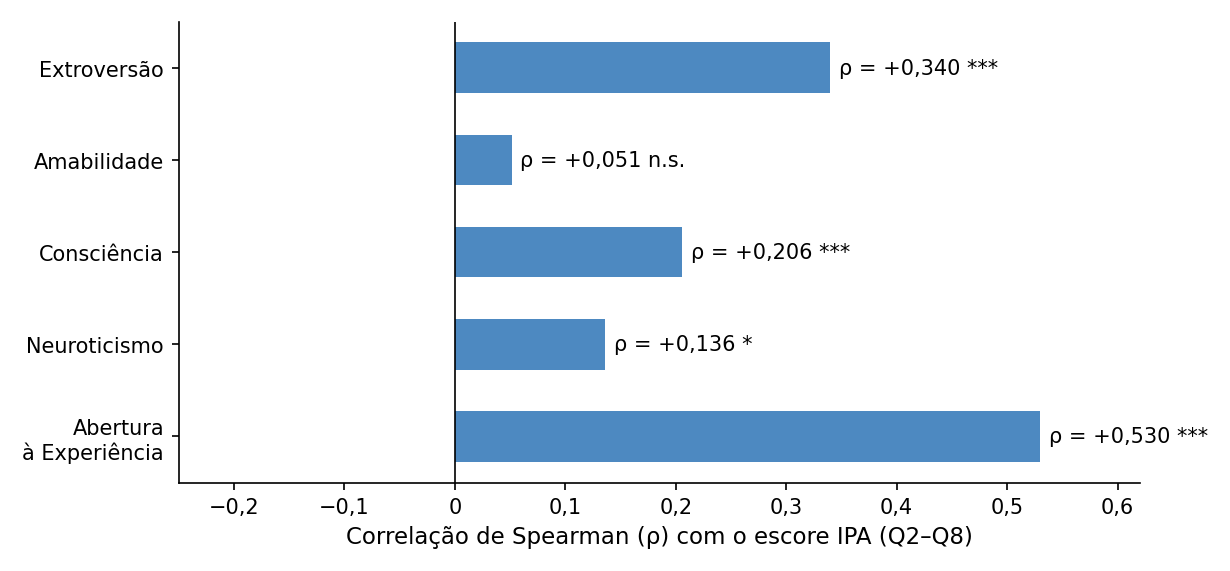 Extroversão
ρ = +0,340 ***
Amabilidade
ρ = +0,051 n.s.
Consciência
ρ = +0,206 ***
Neuroticismo
ρ = +0,136 *
Abertura
à Experiência
ρ = +0,530 ***
−0,2 −0,1 0 0,1 0,2 0,3 0,4 0,5 0,6
Correlação de Spearman (ρ) com o escore IPA (Q2–Q8)